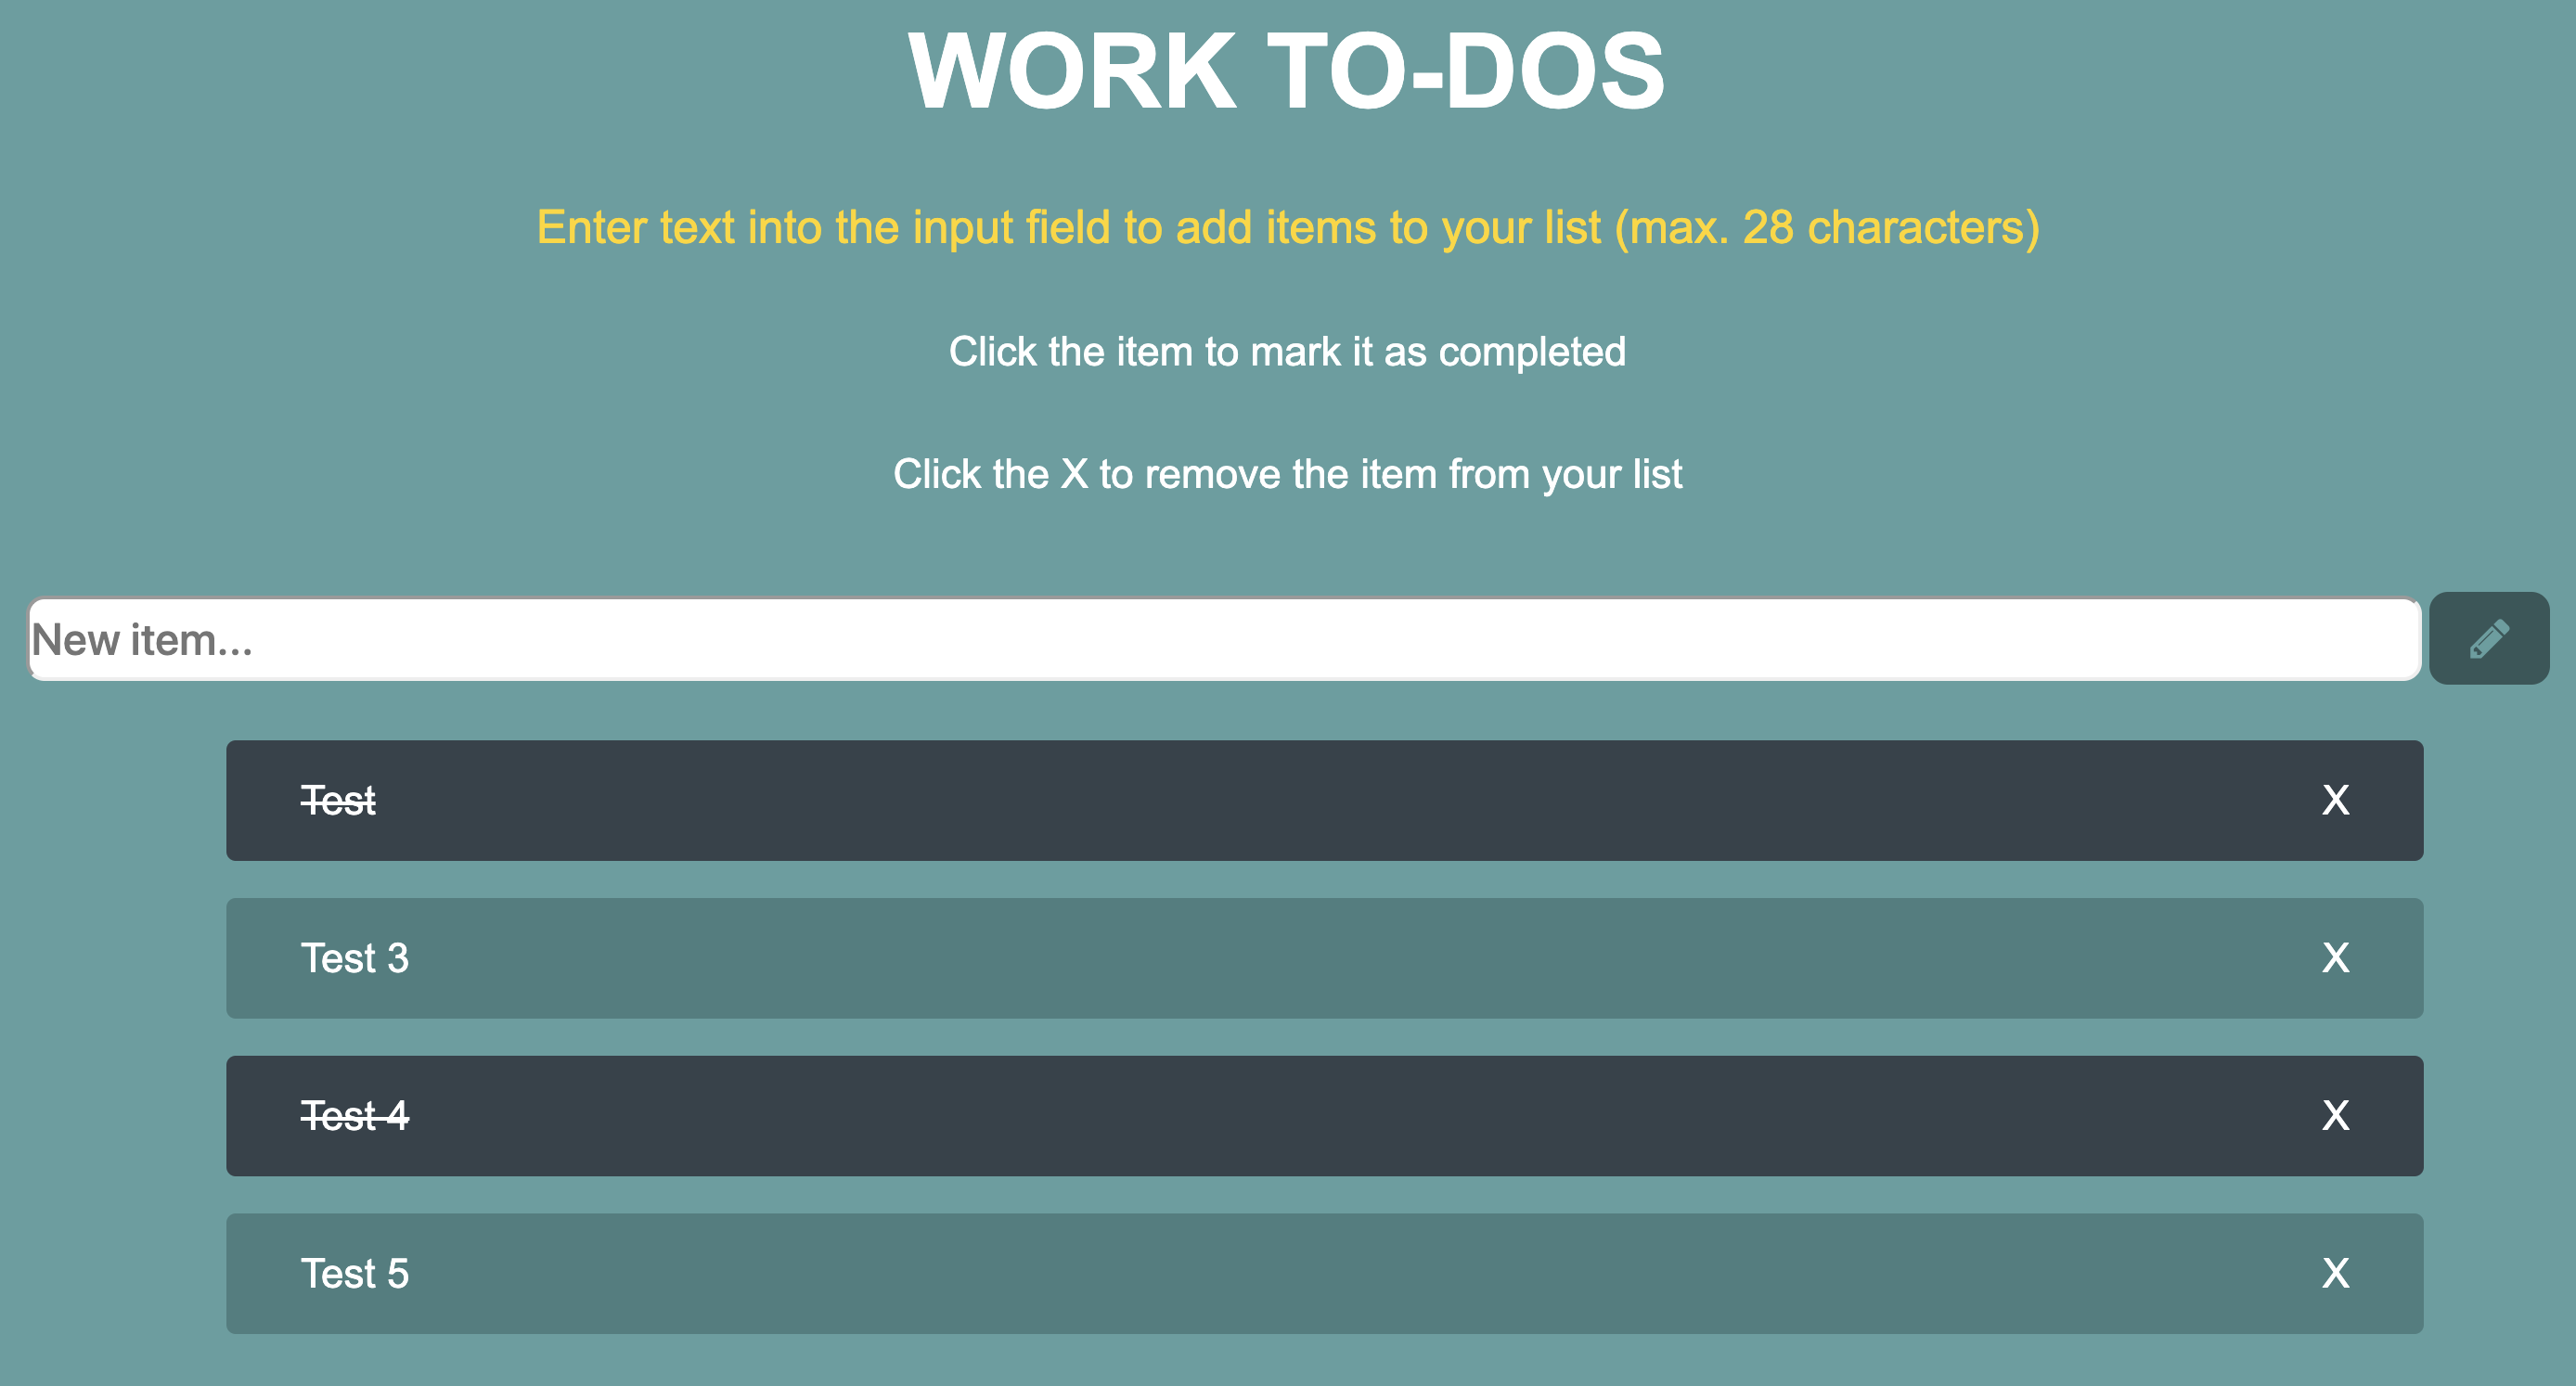 WORK TO-DOS
Enter text into the input field to add items to your list (max. 28 characters)
Click the item to mark it as completed
Click the X to remove the item from your list
New item...
Test X
Test 3 X
Test 4 X
Test 5 X